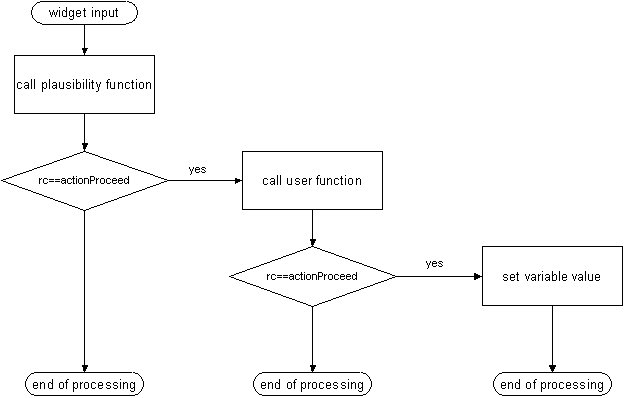 widget input
call plausibility function
rc==actionProceed
yes
call user function
rc==actionProceed
yes
set variable value
end of processing
end of processing
end of processing